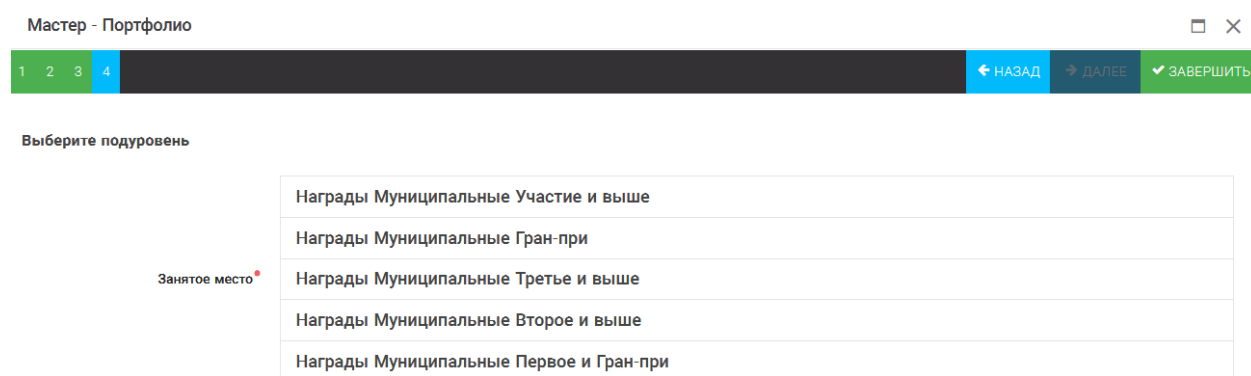 Мастер - Портфолио
1 2 3 4 НАЗАД ДАЛЕЕ ЗАВЕРШИТЬ
Выберите подуровень
Награды Муниципальные Участие и выше
Награды Муниципальные Гран-при
Занятое место Награды Муниципальные Третье и выше
Награды Муниципальные Второе и выше
Награды Муниципальные Первое и Гран-при